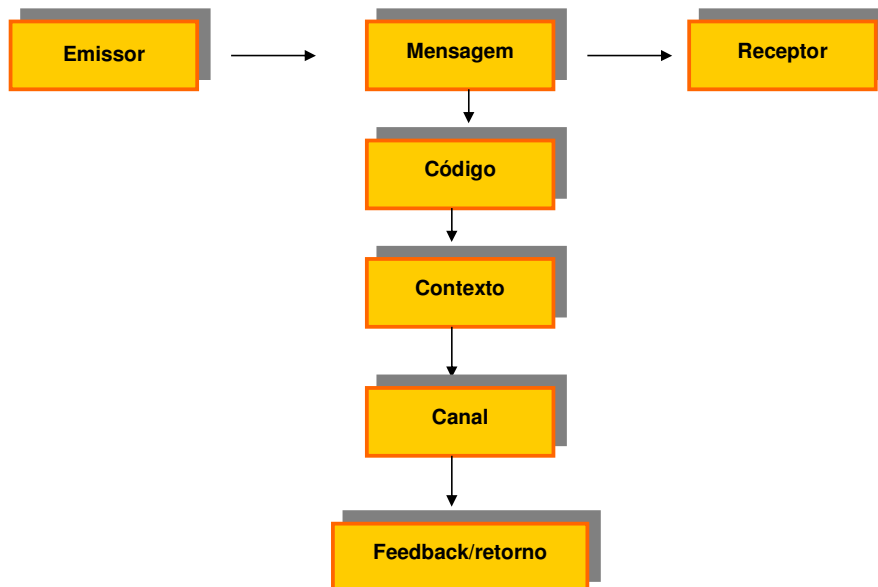 Emissor
Mensagem
Receptor
Código
Contexto
Canal
Feedback/retorno